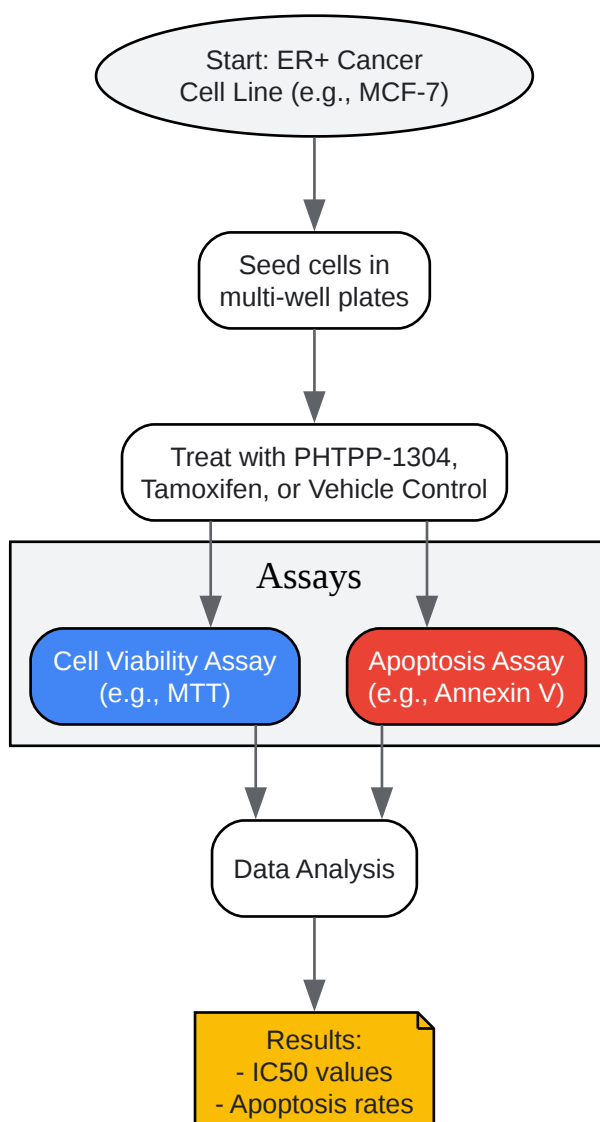 Start: ER+ Cancer
Cell Line (e.g., MCF-7)
Seed cells in
multi-well plates
Treat with PHTPP-1304,
Tamoxifen, or Vehicle Control
Assays
Cell Viability Assay
(e.g., MTT)
Apoptosis Assay
(e.g., Annexin V)
Data Analysis
Results:
- IC50 values
- Apoptosis rates